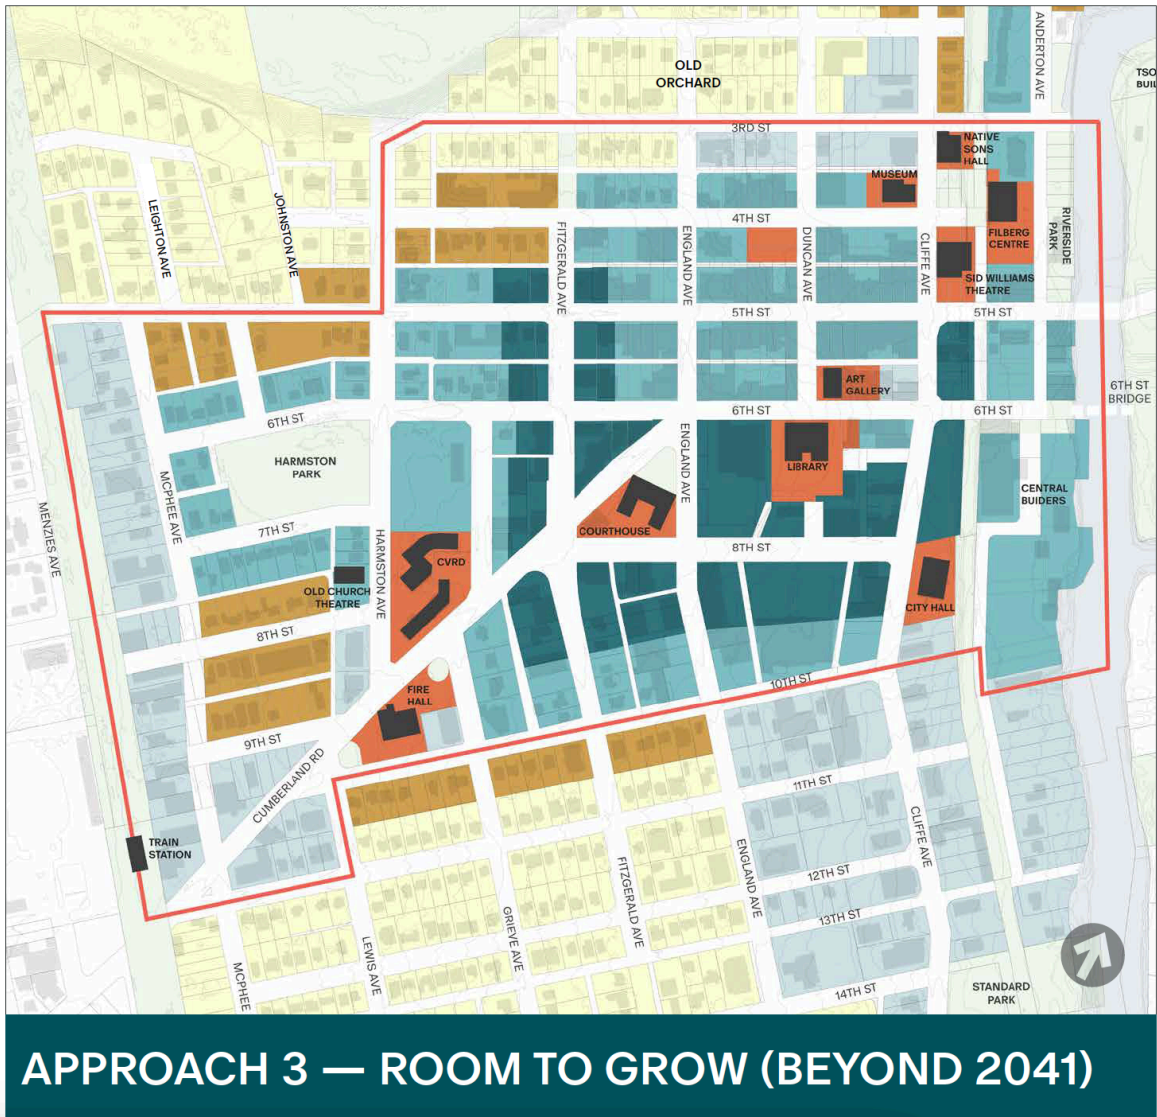 OLD
ORCHARD
ANDERTON AVE
TSO
BUIL
3RD ST
NATIVE
SONS
HALL
MUSEUM
LEIGHTON AVE
JOHNSTON AVE
4TH ST
FITZGERALD AVE
ENGLAND AVE
DUNCAN AVE
CLIFFE AVE
FILBERG
CENTRE
RIVERSIDE
PARK
SID WILLIAMS
THEATRE
5TH ST
5TH ST
ART
GALLERY
6TH ST
BRIDGE
6TH ST
6TH ST
6TH ST
HARMSTON
PARK
ENGLAND AVE
LIBRARY
CENTRAL
BUIDERS
MENZIES AVE
MCPHEE AVE
7TH ST
HARMSTON AVE
COURTHOUSE
8TH ST
CVRD
OLD CHURCH
THEATRE
CITY HALL
8TH ST
10TH ST
FIRE
HALL
9TH ST
CUMBERLAND RD
11TH ST
TRAIN
STATION
CLIFFE AVE
ENGLAND AVE
12TH ST
FITZGERALD AVE
13TH ST
GRIEVE AVE
LEWIS AVE
MCPHEE
14TH ST
STANDARD
PARK
APPROACH 3 — ROOM TO GROW (BEYOND 2041)